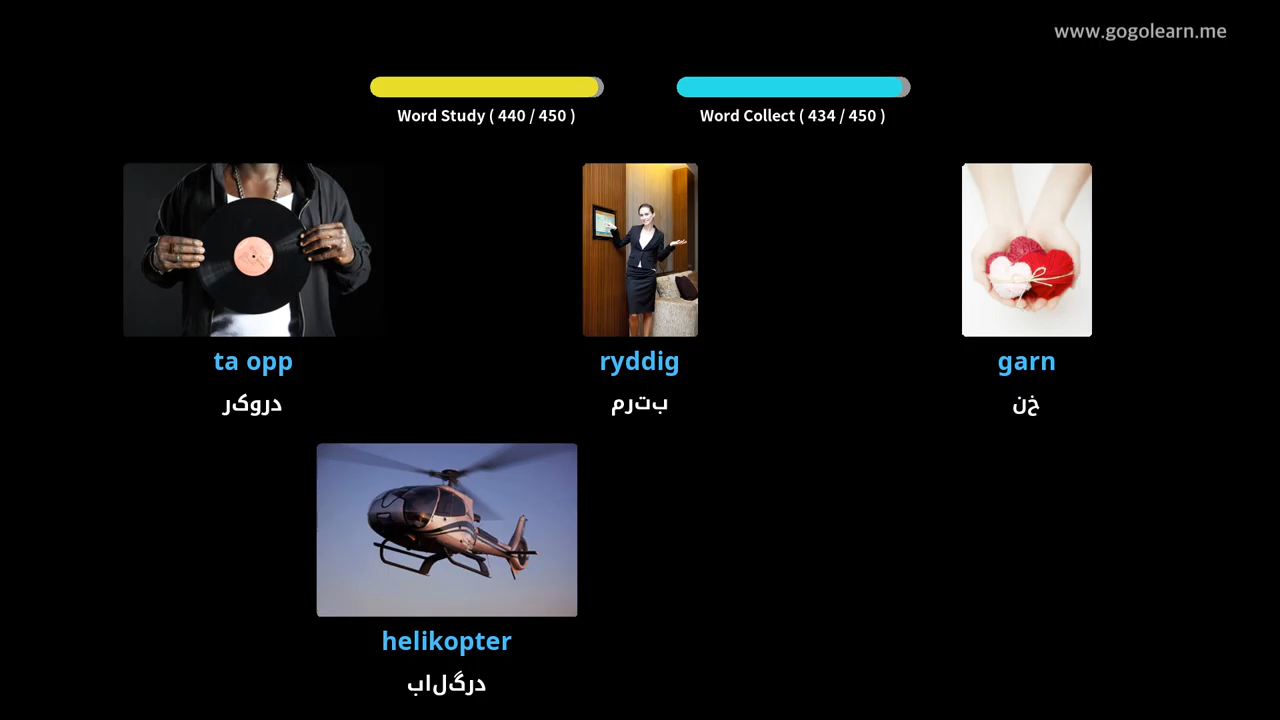 www.gogolearn.me
Word Study ( 440 / 450 )
Word Collect ( 434 / 450 )
ta opp
دروکر
ryddig
بترم
garn
خن
helikopter
درگلاب